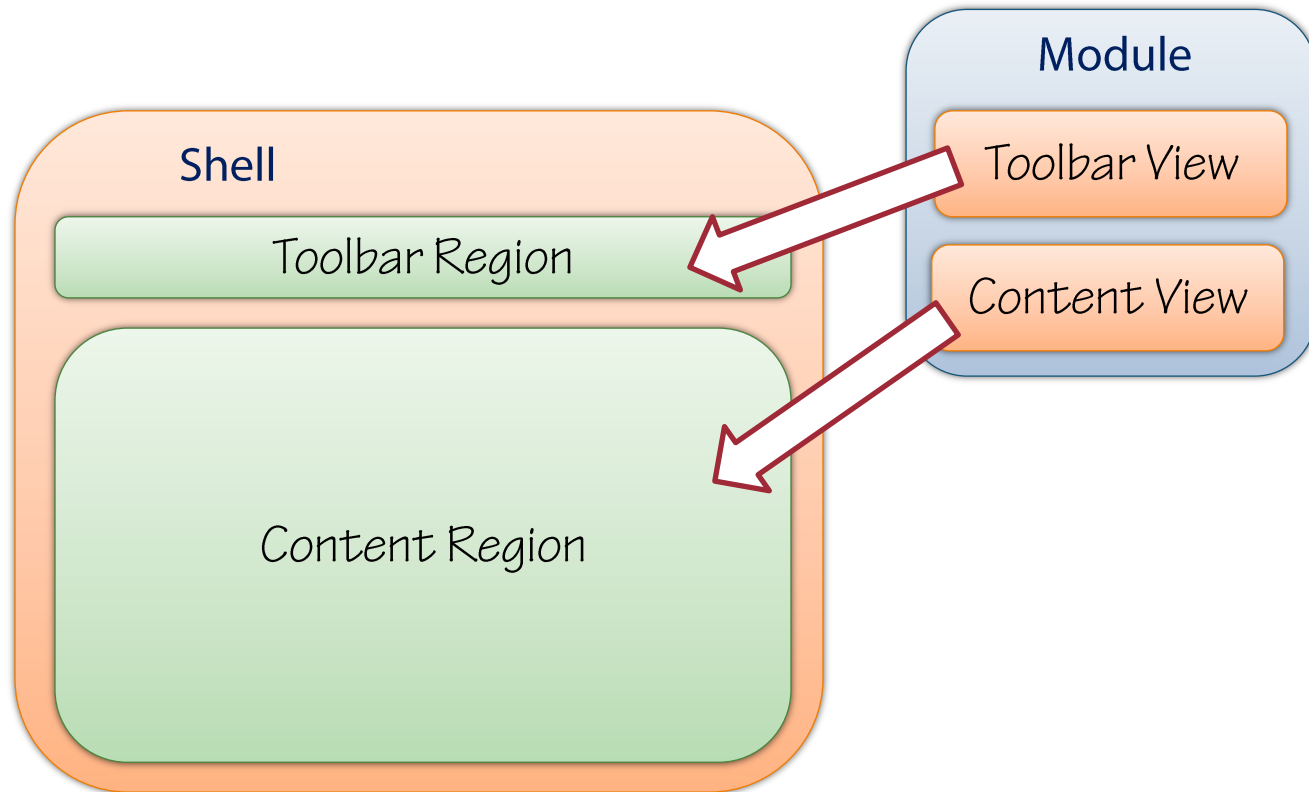 Module
Shell
Toolbar View
Toolbar Region
Content View
Content Region